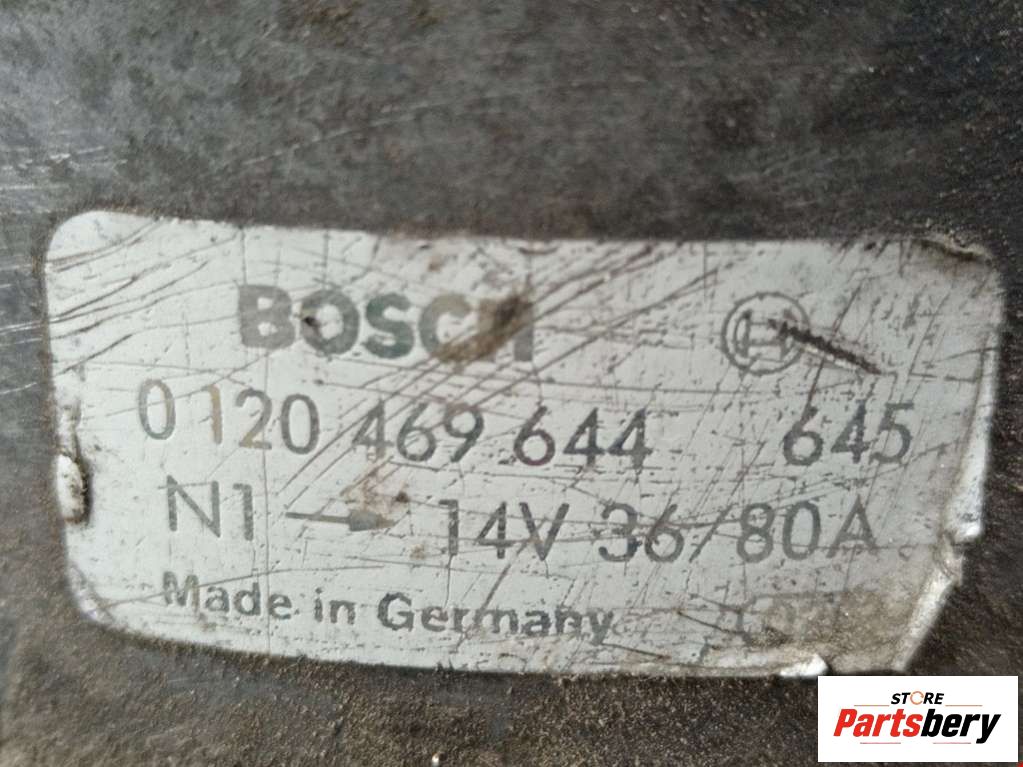 BOSCH
0 120 469 644 645
N1 → 14V 36/80A
Made in Germany
STORE
Partsbery